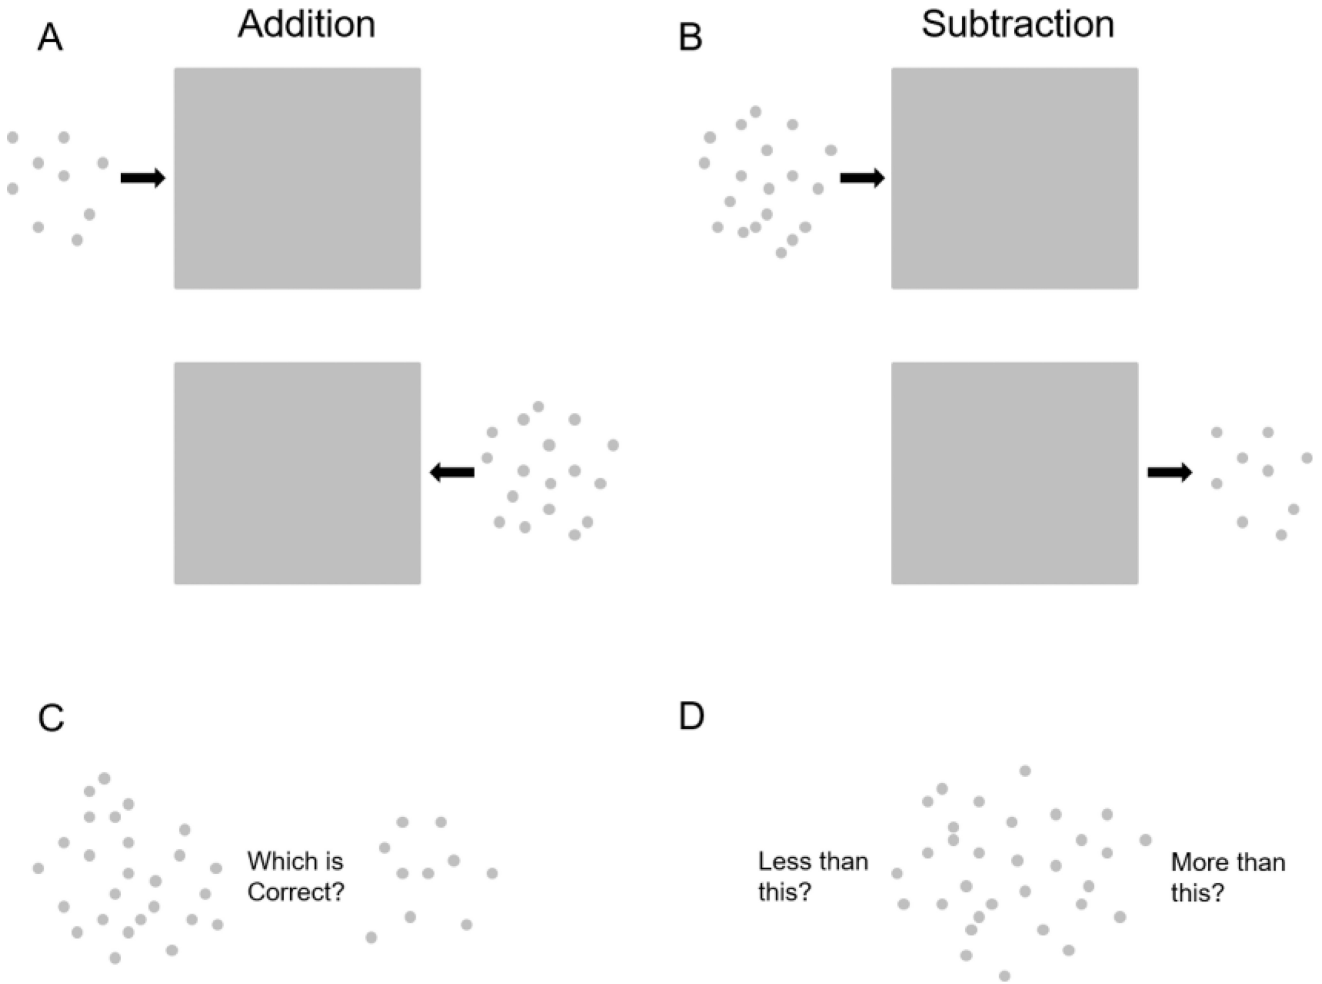 A
Addition
B
Subtraction
C
Which is
Correct?
D
Less than
this?
More than
this?